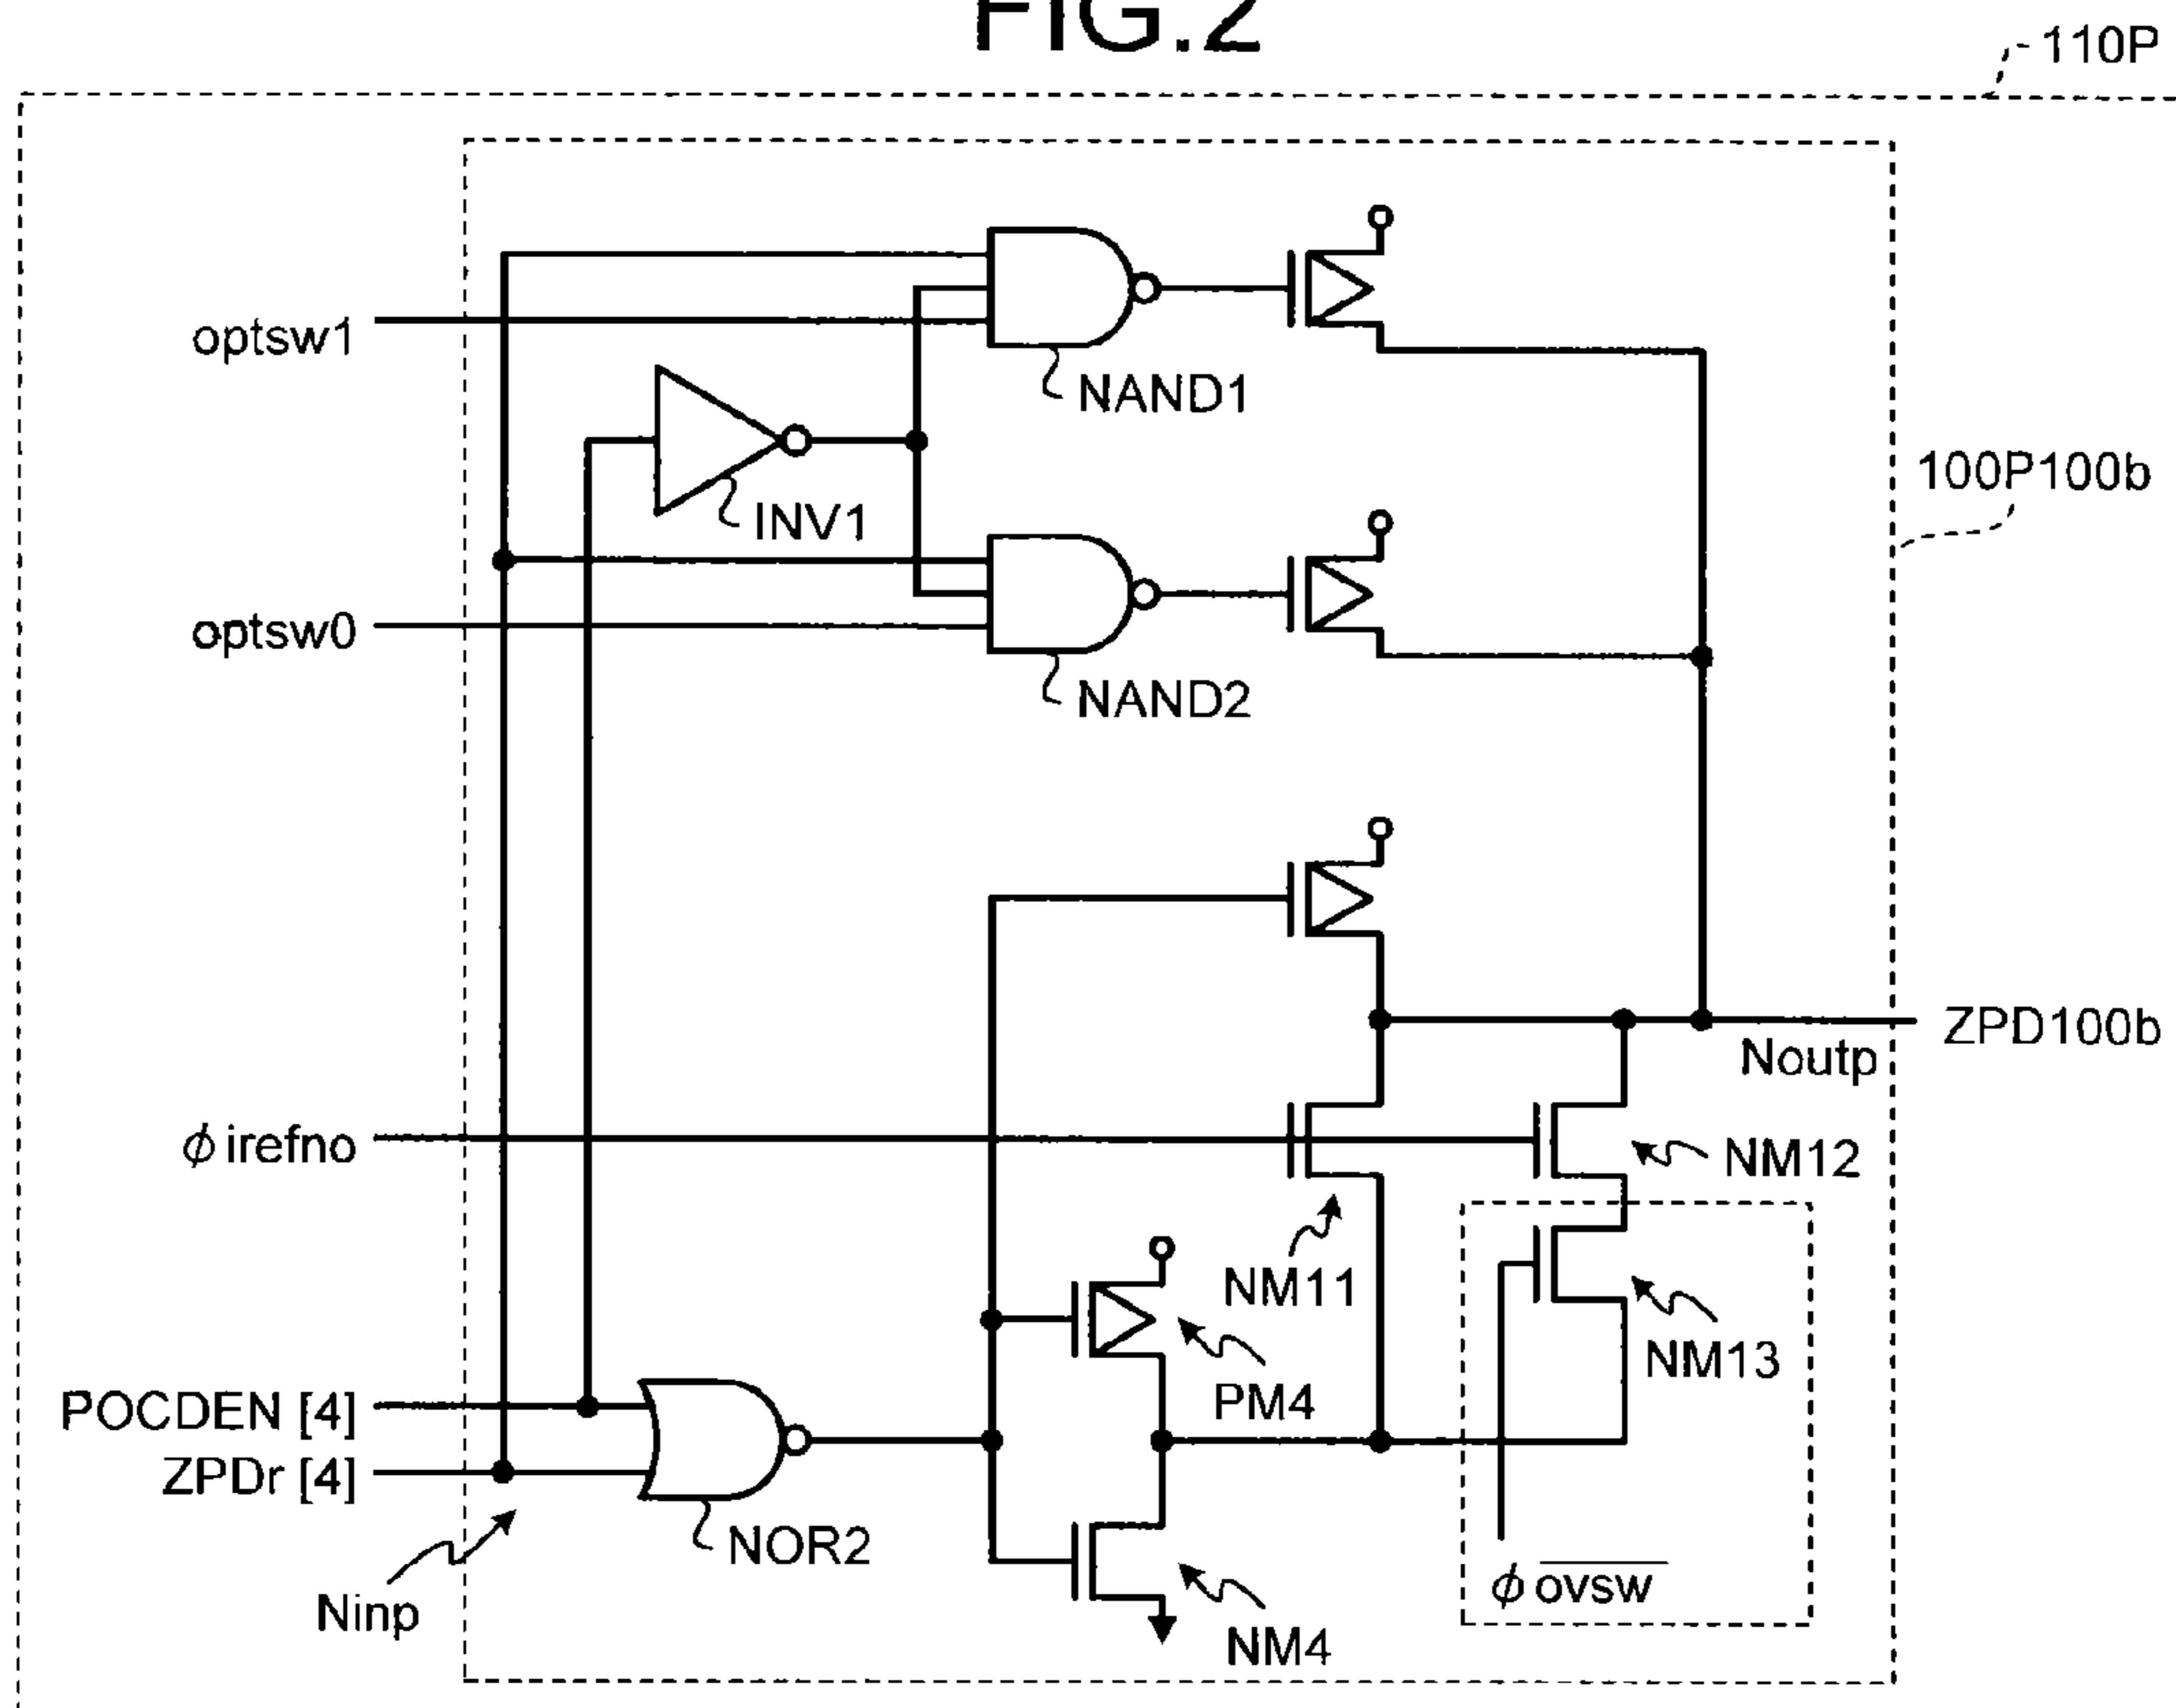 FIG.2
110P
optsw1
NAND1
100P100b
INV1
optsw0
NAND2
ZPD100b
Noutp
ϕ irefno
NM12
NM11
NM13
PM4
POCDEN [4]
ZPDr [4]
NOR2
ϕ o̅v̅s̅w̅
Ninp
NM4